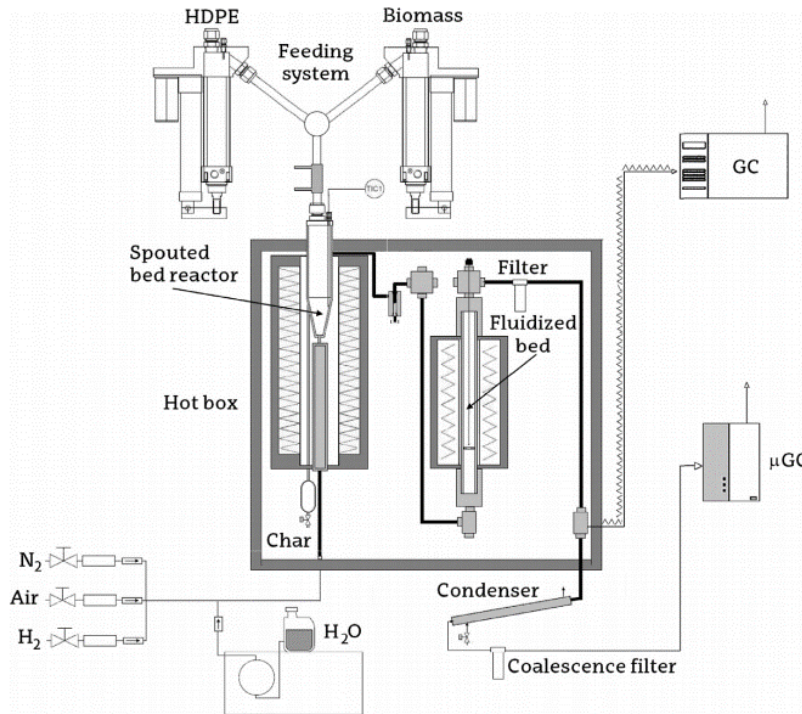 HDPE
Biomass
Feeding
system
TIC1
GC
Spouted
bed reactor
Filter
Fluidized
bed
Hot box
μGC
Char
N₂
Air
H₂
H₂O
Condenser
Coalescence filter